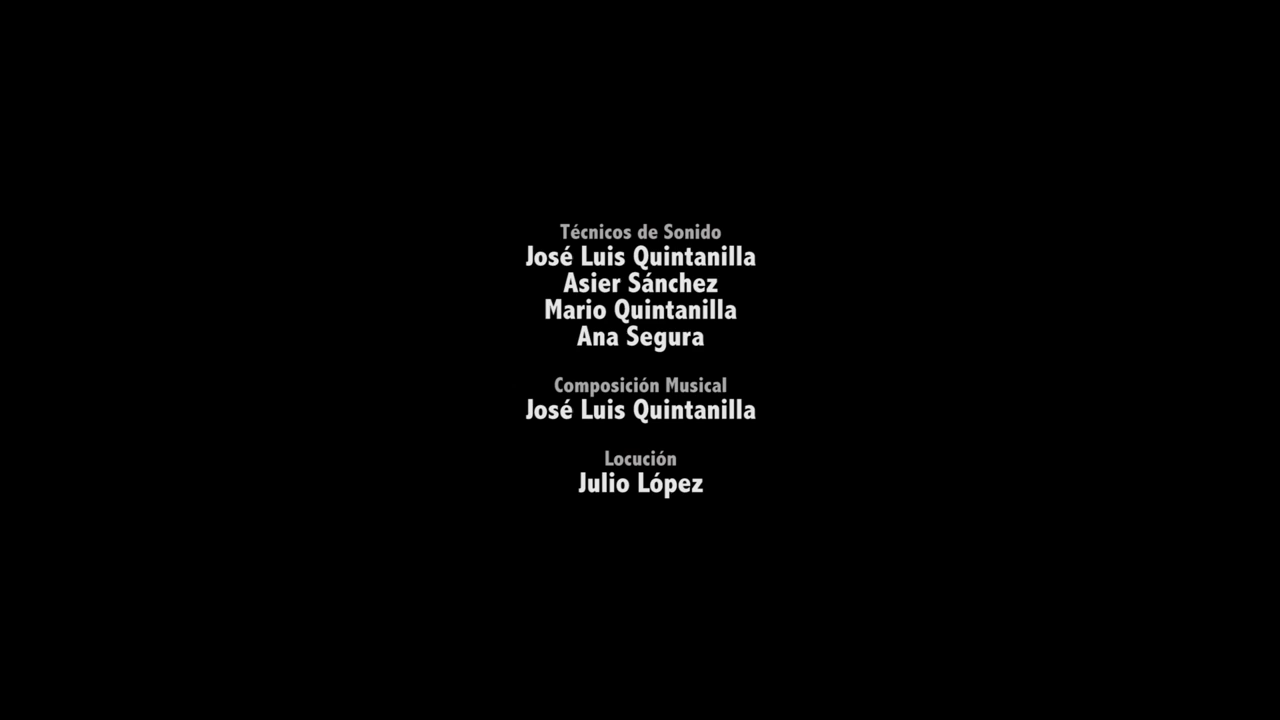 Técnicos de Sonido
José Luis Quintanilla
Asier Sánchez
Mario Quintanilla
Ana Segura
Composición Musical
José Luis Quintanilla
Locución
Julio López